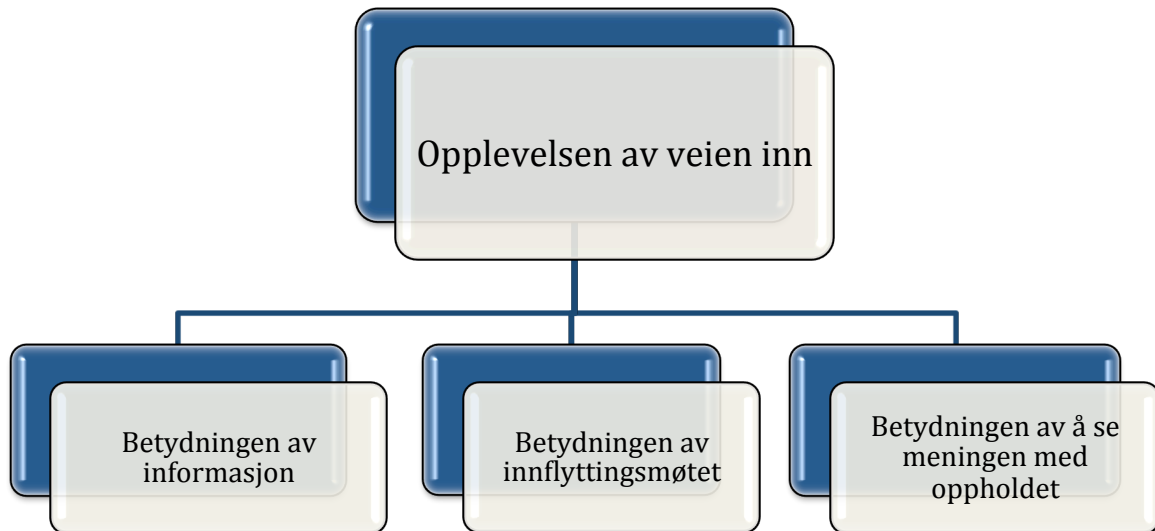 Opplevelsen av veien inn
Betydningen av
informasjon
Betydningen av
innflyttingsmøtet
Betydningen av å se
meningen med
oppholdet